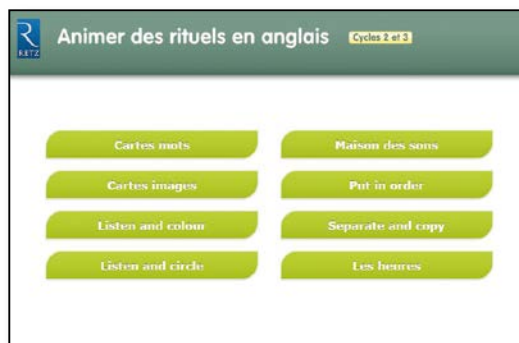 RETZ
Animer des rituels en anglais
Cycles 2 et 3
Cartes mots
Maison des sons
Cartes images
Put in order
Listen and colour
Separate and copy
Listen and circle
Les heures